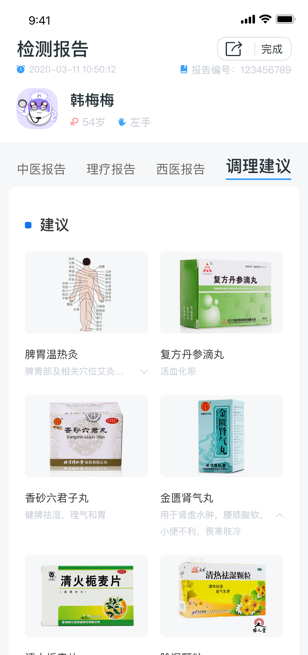 9:41
检测报告
完成
2020-03-11 10:50:12
报告编号：123456789
韩梅梅
54岁
左手
中医报告
理疗报告
西医报告
调理建议
建议
复方丹参滴丸
脾胃温热灸
复方丹参滴丸
脾胃部及相关穴位艾灸...
活血化瘀
香砂六君丸
Xiangsha Liujun Wan
金匮肾气丸
香砂六君子丸
金匮肾气丸
健脾祛湿，理气和胃
用于肾虚水肿，腰膝酸软，
小便不利，畏寒肢冷
清火栀麦片
清热祛湿颗粒